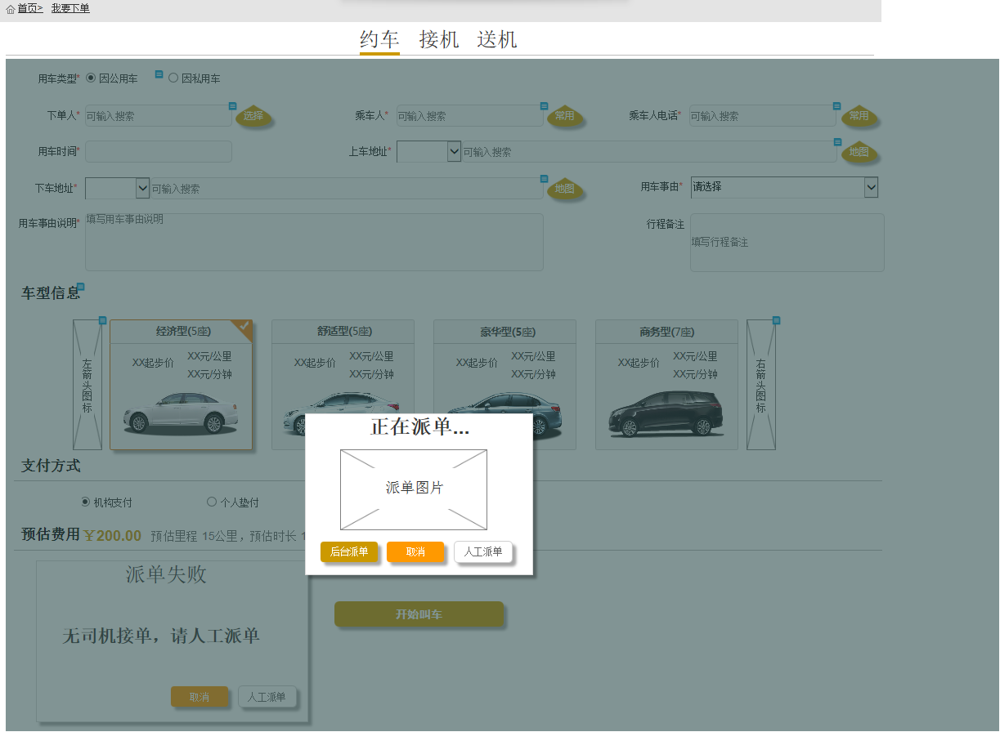 首页> 我要下单
约车 接机 送机
用车类型* 因公用车 因私用车
下单人* 可输入搜索 选择 乘车人* 可输入搜索 常用 乘车人电话* 可输入搜索 常用
用车时间* 上车地址* 可输入搜索 地图
下车地址* 可输入搜索 地图 用车事由* 请选择
用车事由说明* 填写用车事由说明 行程备注 填写行程备注
车型信息
左箭头图标
经济型(5座)
XX起步价 XX元/公里
XX元/分钟
舒适型(5座)
XX起步价 XX元/公里
XX元/分钟
豪华型(5座)
XX起步价 XX元/公里
XX元/分钟
商务型(7座)
XX起步价 XX元/公里
XX元/分钟
右箭头图标
正在派单...
派单图片
后台派单 取消 人工派单
支付方式
机构支付 个人垫付
预估费用 ¥200.00 预估里程 15公里，预估时长 1
派单失败
无司机接单，请人工派单
取消 人工派单
开始叫车